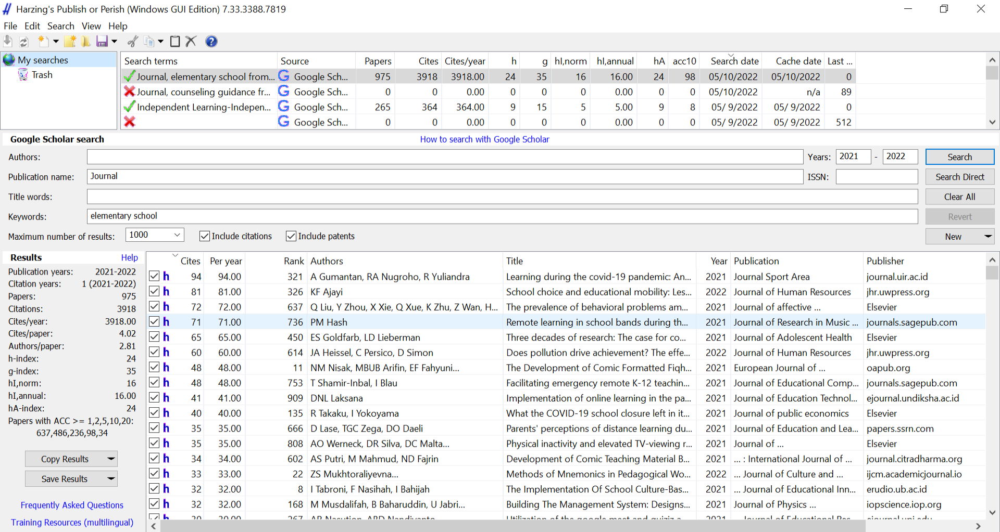 Harzing's Publish or Perish (Windows GUI Edition) 7.33.3388.7819
File Edit Search View Help
My searches
Trash
Search terms Source Papers Cites Cites/year h g hI,norm hI,annual hA acc10 Search date Cache date Last ...
Journal, elementary school from... Google Sch... 975 3918 3918.00 24 35 16 16.00 24 98 05/10/2022 05/10/2022 0
Journal, counseling guidance fr... Google Sch... 0 0 0.00 0 0 0 0.00 0 0 05/10/2022 n/a 89
Independent Learning-Indepen... Google Sch... 265 364 364.00 9 15 5 5.00 9 8 05/ 9/2022 05/ 9/2022 0
Google Sch... 0 0 0.00 0 0 0 0.00 0 0 05/ 9/2022 05/ 9/2022 512
Google Scholar search How to search with Google Scholar
Authors: Years: 2021 - 2022 Search
Publication name: Journal ISSN: Search Direct
Title words: Clear All
Keywords: elementary school Revert
Maximum number of results: 1000 Include citations Include patents New
Results Help
Publication years: 2021-2022
Citation years: 1 (2021-2022)
Papers: 975
Citations: 3918
Cites/year: 3918.00
Cites/paper: 4.02
Authors/paper: 2.81
h-index: 24
g-index: 35
hI,norm: 16
hI,annual: 16.00
hA-index: 24
Papers with ACC >= 1,2,5,10,20:
637,486,236,98,34
Copy Results
Save Results
Frequently Asked Questions
Training Resources (multilingual)
Cites Per year Rank Authors Title Year Publication Publisher
h 94 94.00 321 A Gumantan, RA Nugroho, R Yuliandra Learning during the covid-19 pandemic: An... 2021 Journal Sport Area journal.uir.ac.id
h 81 81.00 326 KF Ajayi School choice and educational mobility: Les... 2022 Journal of Human Resources jhr.uwpress.org
h 72 72.00 637 Q Liu, Y Zhou, X Xie, Q Xue, K Zhu, Z Wan, H... The prevalence of behavioral problems am... 2021 Journal of affective ... Elsevier
h 71 71.00 736 PM Hash Remote learning in school bands during th... 2021 Journal of Research in Music ... journals.sagepub.com
h 65 65.00 450 ES Goldfarb, LD Lieberman Three decades of research: The case for co... 2021 Journal of Adolescent Health Elsevier
h 60 60.00 614 JA Heissel, C Persico, D Simon Does pollution drive achievement? The effe... 2022 Journal of Human Resources jhr.uwpress.org
h 48 48.00 11 NM Nisak, MBUB Arifin, EF Fahyuni... The Development of Comic Formatted Fiqh... 2021 European Journal of ... oapub.org
h 48 48.00 753 T Shamir-Inbal, I Blau Facilitating emergency remote K-12 teachin... 2021 Journal of Educational Comp... journals.sagepub.com
h 41 41.00 909 DNL Laksana Implementation of online learning in the pa... 2021 Journal of Education Technol... ejournal.undiksha.ac.id
h 40 40.00 135 R Takaku, I Yokoyama What the COVID-19 school closure left in it... 2021 Journal of public economics Elsevier
h 35 35.00 666 D Lase, TGC Zega, DO Daeli Parents' perceptions of distance learning du... 2021 Journal of Education and Lea... papers.ssrn.com
h 35 35.00 808 AO Werneck, DR Silva, DC Malta... Physical inactivity and elevated TV-viewing r... 2021 Journal of ... Elsevier
h 34 34.00 602 AS Putri, M Mahmud, ND Fajrin Development of Comic Teaching Material B... 2021 ... : International Journal of ... journal.citradharma.org
h 33 33.00 22 ZS Mukhtoraliyevna... Methods of Mnemonics in Pedagogical Wo... 2022 ... Journal of Culture and ... ijcm.academicjournal.io
h 32 32.00 8 I Tabroni, F Nasihah, I Bahijah The Implementation Of School Culture-Bas... 2021 ... Journal of Educational Inn... erudio.ub.ac.id
h 32 32.00 168 M Musdalifah, B Baharuddin, U Jabri... Building The Management System: Designs... 2021 Journal of Physics ... iopscience.iop.org